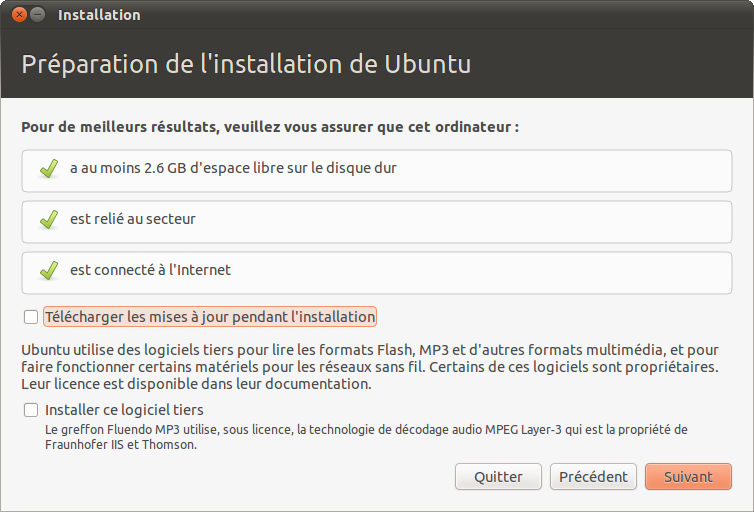 Installation
Préparation de l'installation de Ubuntu
Pour de meilleurs résultats, veuillez vous assurer que cet ordinateur :
a au moins 2.6 GB d'espace libre sur le disque dur
est relié au secteur
est connecté à l'Internet
Télécharger les mises à jour pendant l'installation
Ubuntu utilise des logiciels tiers pour lire les formats Flash, MP3 et d'autres formats multimédia, et pour
faire fonctionner certains matériels pour les réseaux sans fil. Certains de ces logiciels sont propriétaires.
Leur licence est disponible dans leur documentation.
Installer ce logiciel tiers
Le greffon Fluendo MP3 utilise, sous licence, la technologie de décodage audio MPEG Layer-3 qui est la propriété de
Fraunhofer IIS et Thomson.
Quitter Précédent Suivant